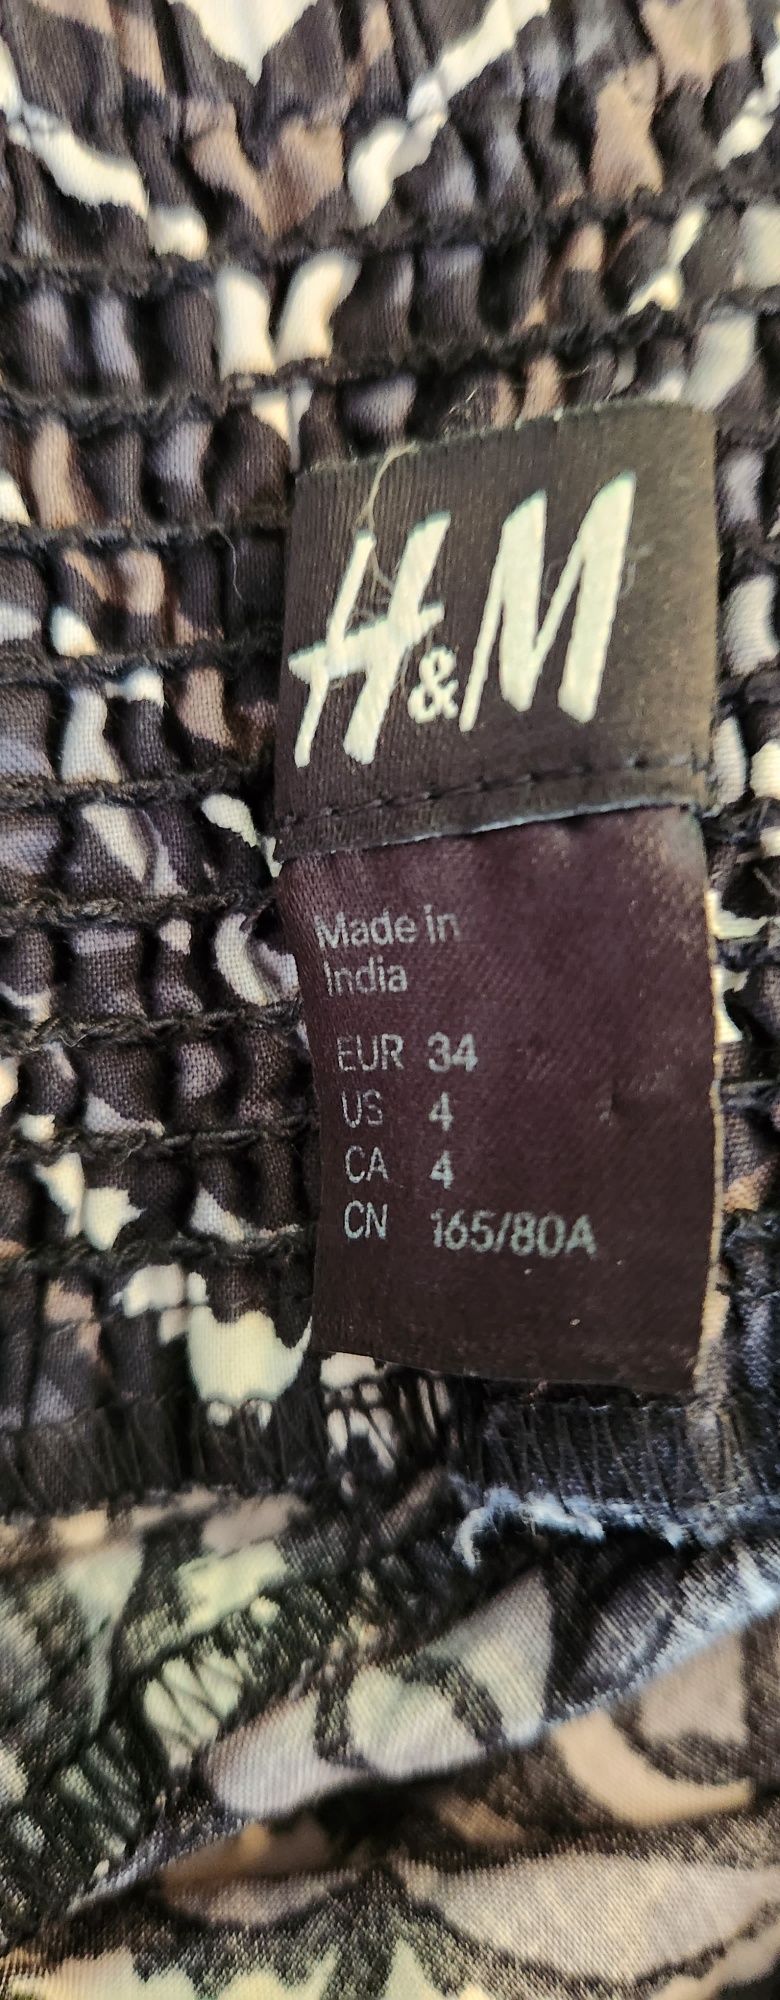 H&M
Made in
India
EUR 34
US 4
CA 4
CN 165/80A